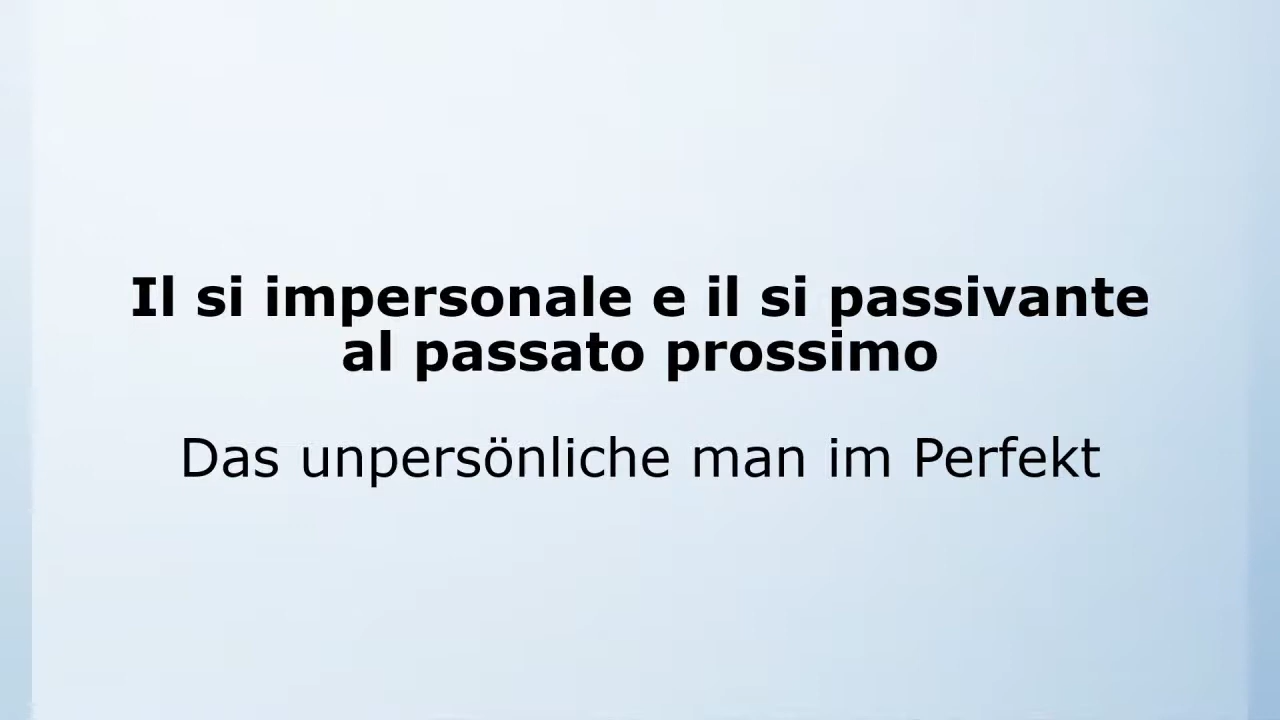 Il si impersonale e il si passivante
al passato prossimo
Das unpersönliche man im Perfekt